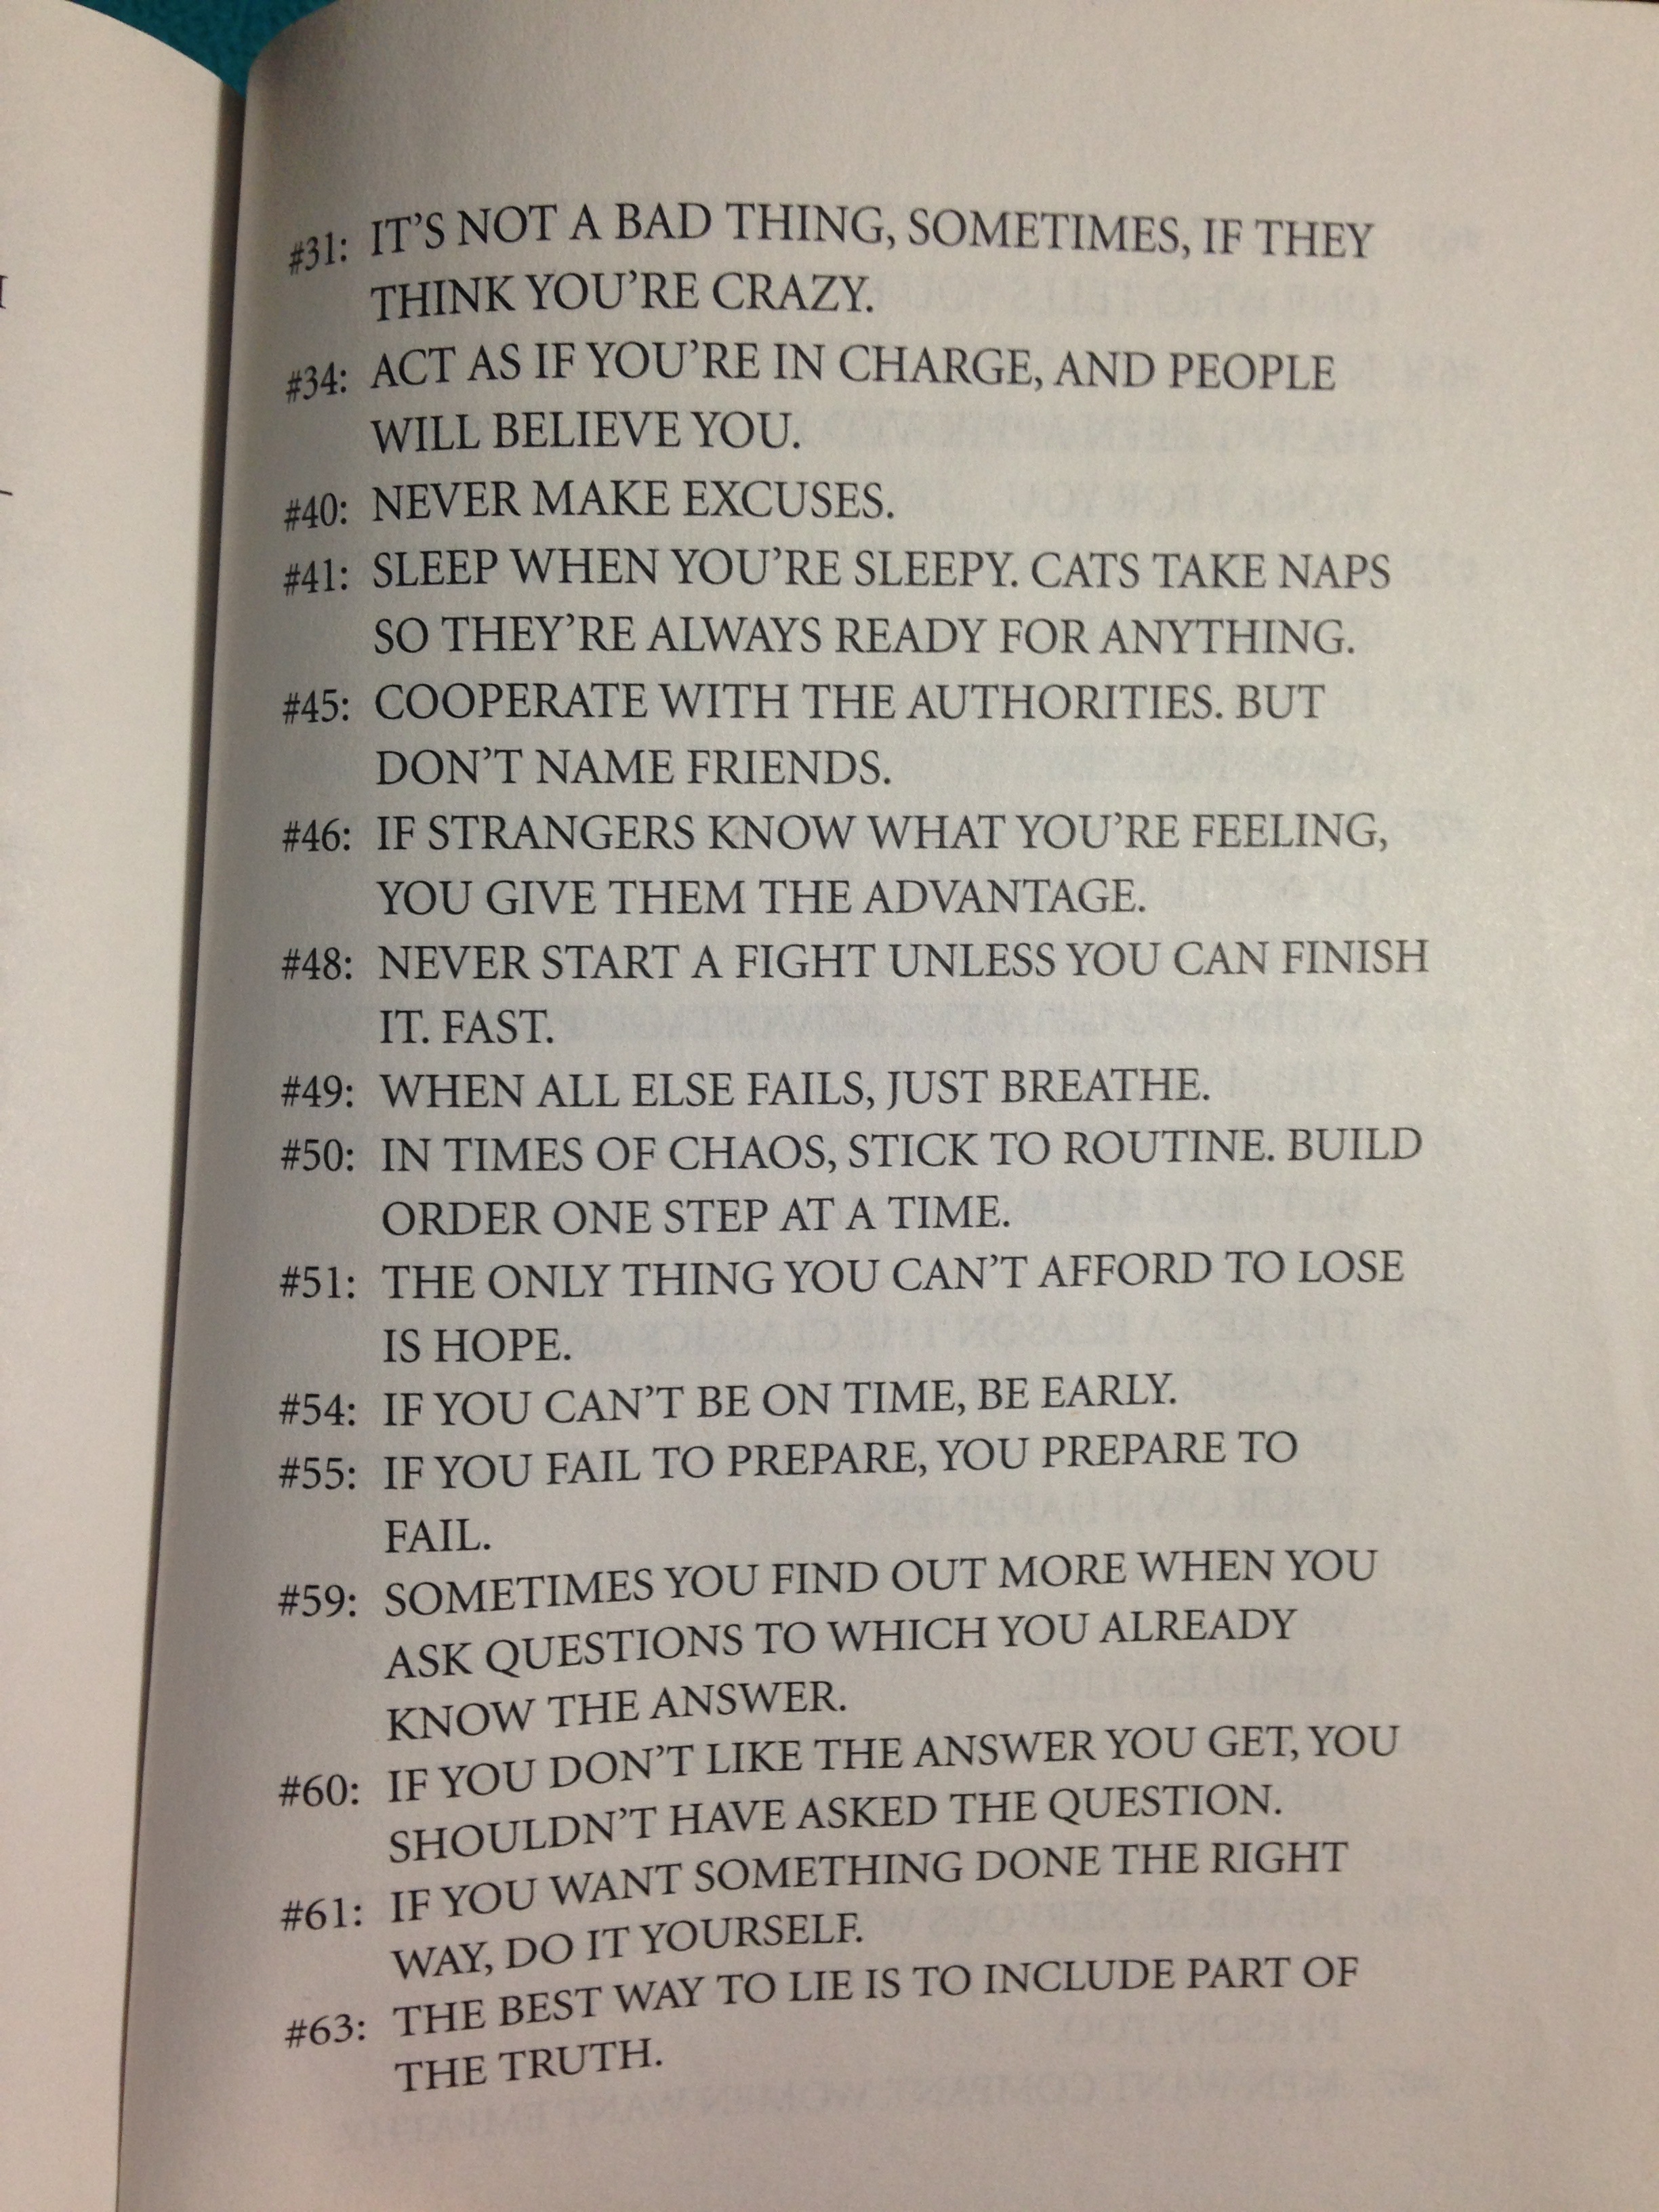 #31: IT'S NOT A BAD THING, SOMETIMES, IF THEY
THINK YOU'RE CRAZY.
#34: ACT AS IF YOU'RE IN CHARGE, AND PEOPLE
WILL BELIEVE YOU.
#40: NEVER MAKE EXCUSES.
#41: SLEEP WHEN YOU'RE SLEEPY. CATS TAKE NAPS
SO THEY'RE ALWAYS READY FOR ANYTHING.
#45: COOPERATE WITH THE AUTHORITIES. BUT
DON'T NAME FRIENDS.
#46: IF STRANGERS KNOW WHAT YOU'RE FEELING,
YOU GIVE THEM THE ADVANTAGE.
#48: NEVER START A FIGHT UNLESS YOU CAN FINISH
IT. FAST.
#49: WHEN ALL ELSE FAILS, JUST BREATHE.
#50: IN TIMES OF CHAOS, STICK TO ROUTINE. BUILD
ORDER ONE STEP AT A TIME.
#51: THE ONLY THING YOU CAN'T AFFORD TO LOSE
IS HOPE.
#54: IF YOU CAN'T BE ON TIME, BE EARLY.
#55: IF YOU FAIL TO PREPARE, YOU PREPARE TO
FAIL.
#59: SOMETIMES YOU FIND OUT MORE WHEN YOU
ASK QUESTIONS TO WHICH YOU ALREADY
KNOW THE ANSWER.
#60: IF YOU DON'T LIKE THE ANSWER YOU GET, YOU
SHOULDN'T HAVE ASKED THE QUESTION.
#61: IF YOU WANT SOMETHING DONE THE RIGHT
WAY, DO IT YOURSELF.
#63: THE BEST WAY TO LIE IS TO INCLUDE PART OF
THE TRUTH.